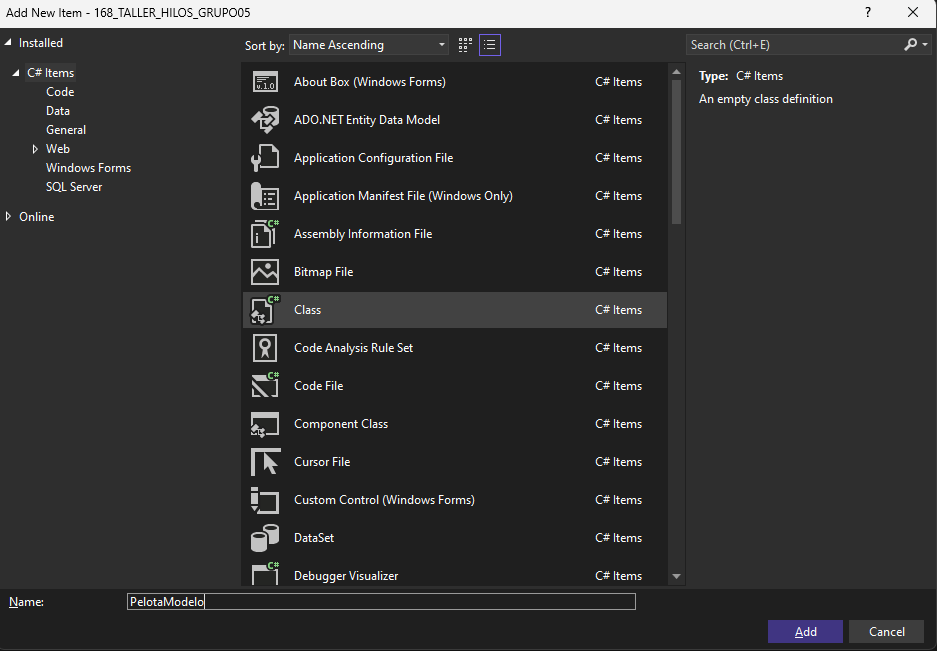 Add New Item - 168_TALLER_HILOS_GRUPO05
?
Installed
Sort by: Name Ascending
Search (Ctrl+E)
C# Items
Code
Data
General
Web
Windows Forms
SQL Server
Online
About Box (Windows Forms) C# Items
v.1.0
ADO.NET Entity Data Model C# Items
Application Configuration File C# Items
Application Manifest File (Windows Only) C# Items
Assembly Information File C# Items
C#
Bitmap File C# Items
Class C# Items
C#
Code Analysis Rule Set C# Items
Code File C# Items
C#
Component Class C# Items
Cursor File C# Items
Custom Control (Windows Forms) C# Items
DataSet C# Items
Debugger Visualizer C# Items
C#
Type: C# Items
An empty class definition
Name: PelotaModelo
Add Cancel